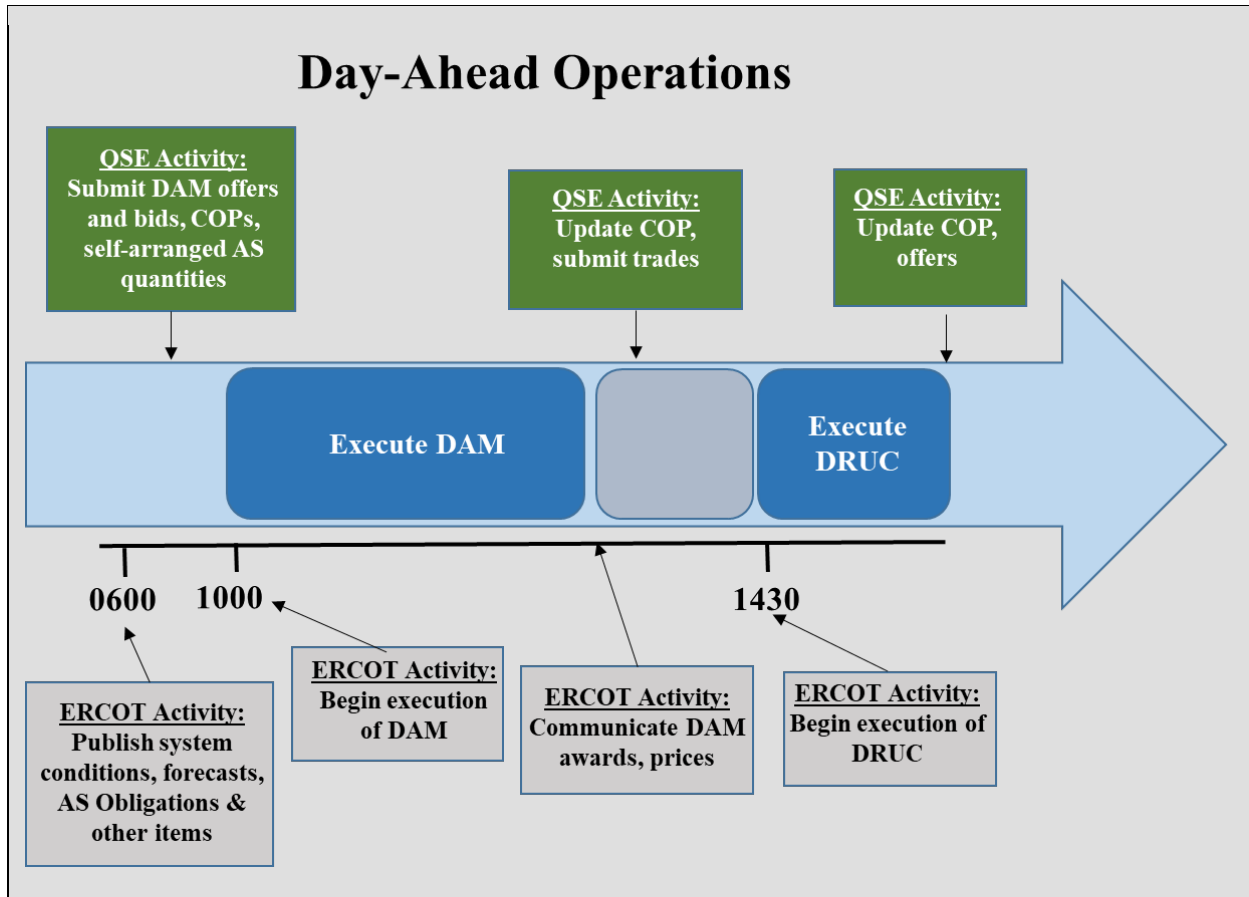 Day-Ahead Operations
QSE Activity:
Submit DAM offers
and bids, COPs,
self-arranged AS
quantities
QSE Activity:
Update COP,
submit trades
QSE Activity:
Update COP,
offers
Execute DAM
Execute
DRUC
0600
1000
1430
ERCOT Activity:
Publish system
conditions, forecasts,
AS Obligations &
other items
ERCOT Activity:
Begin execution
of DAM
ERCOT Activity:
Communicate DAM
awards, prices
ERCOT Activity:
Begin execution of
DRUC